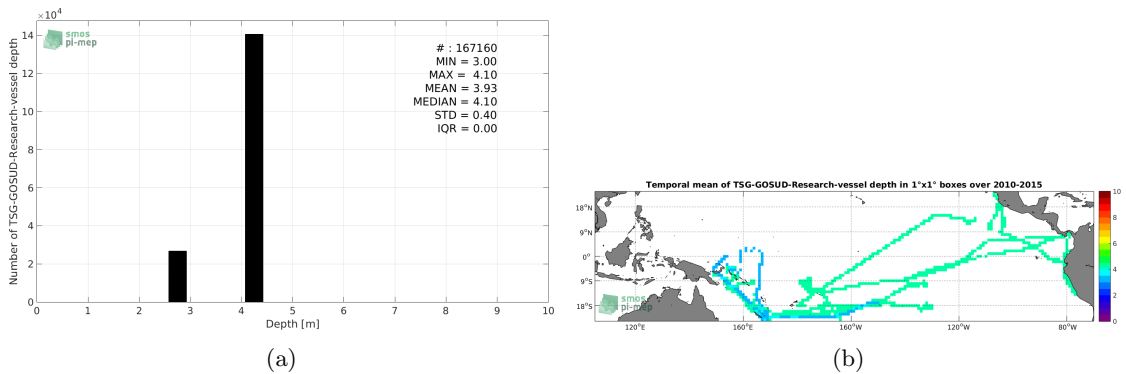 ×10⁴
14
12
10
8
6
4
2
0
Number of TSG-GOSUD-Research-vessel depth
smos
pi-mep
# : 167160
MIN = 3.00
MAX = 4.10
MEAN = 3.93
MEDIAN = 4.10
STD = 0.40
IQR = 0.00
0 1 2 3 4 5 6 7 8 9 10
Depth [m]
(a)
Temporal mean of TSG-GOSUD-Research-vessel depth in 1°x1° boxes over 2010-2015
18°N
9°N
0°
9°S
18°S
smos
pi-mep
120°E 160°E 160°W 120°W 80°W
10
8
6
4
2
0
(b)